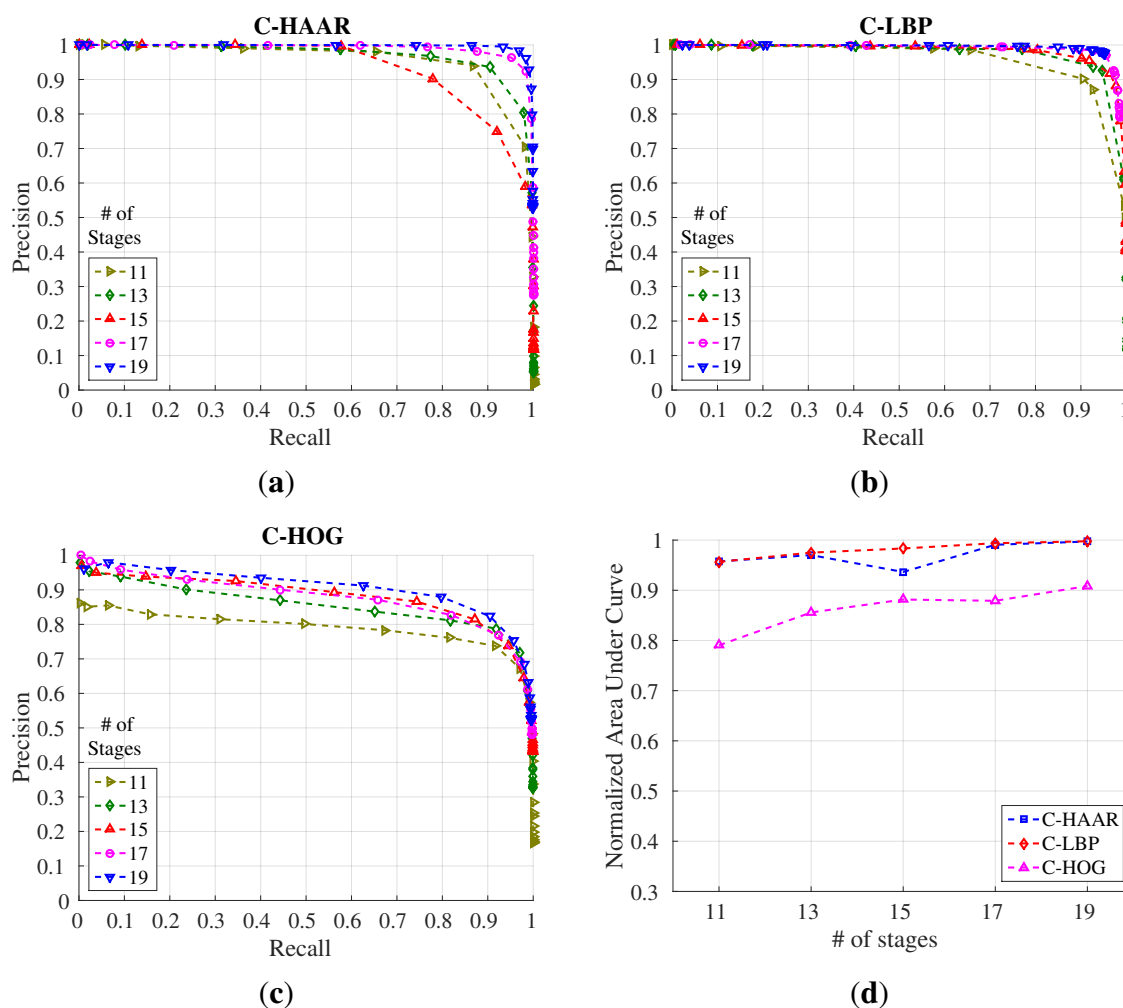 C-HAAR
1
0.9
0.8
0.7
0.6
0.5
0.4
0.3
0.2
0.1
0
Precision
# of
Stages
11
13
15
17
19
0 0.1 0.2 0.3 0.4 0.5 0.6 0.7 0.8 0.9 1
Recall
(a)
C-LBP
1
0.9
0.8
0.7
0.6
0.5
0.4
0.3
0.2
0.1
0
Precision
# of
Stages
11
13
15
17
19
0 0.1 0.2 0.3 0.4 0.5 0.6 0.7 0.8 0.9 1
Recall
(b)
C-HOG
1
0.9
0.8
0.7
0.6
0.5
0.4
0.3
0.2
0.1
0
Precision
# of
Stages
11
13
15
17
19
0 0.1 0.2 0.3 0.4 0.5 0.6 0.7 0.8 0.9 1
Recall
(c)
1
0.9
0.8
0.7
0.6
0.5
0.4
0.3
Normalized Area Under Curve
C-HAAR
C-LBP
C-HOG
11 13 15 17 19
# of stages
(d)